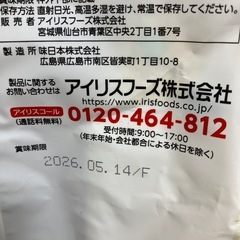 保存方法 直射日光、高温多湿を避け、常温で保存してください。
販売者 アイリスフーズ株式会社
宮城県仙台市青葉区中央2丁目1番7号
製造所 味日本株式会社
広島県広島市南区皆実町1丁目10-8
製品に関する
お問い合わせは
アイリスフーズ株式会社
https://www.irisfoods.co.jp
アイリスコール
(通話料無料)
0120-464-812
受付時間:9:00～17:00
(年末年始・会社都合による休日を除く)
賞味期限
2026.05.14/F